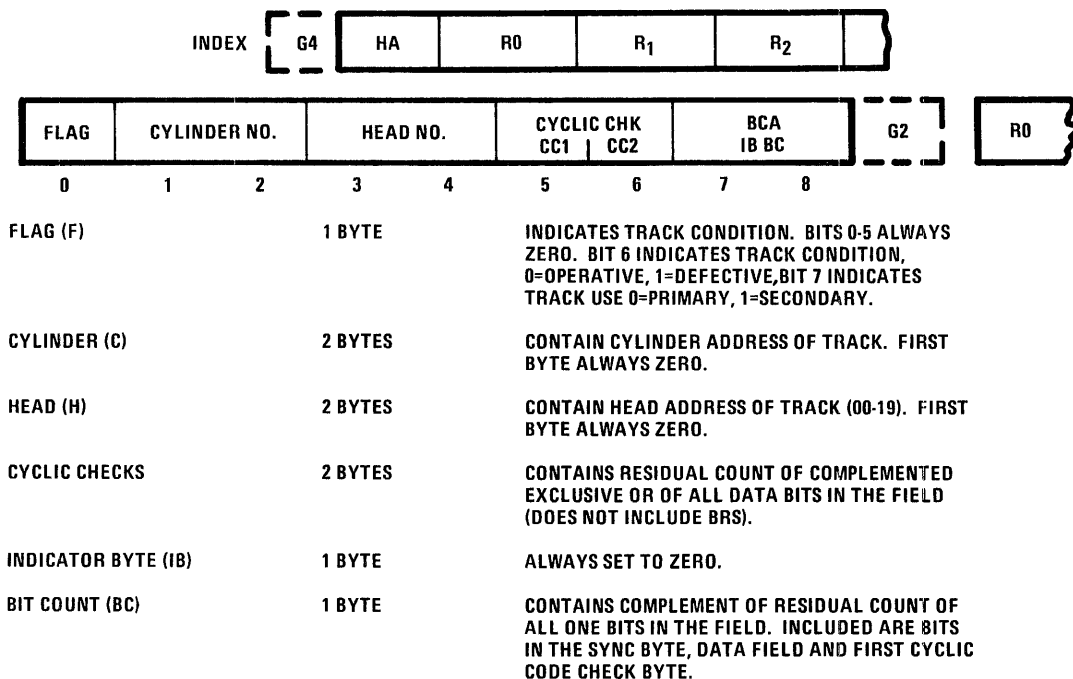 INDEX G4 HA R0 R1 R2
FLAG CYLINDER NO. HEAD NO. CYCLIC CHK BCA G2 R0
CC1 CC2 IB BC
0 1 2 3 4 5 6 7 8
FLAG (F) 1 BYTE INDICATES TRACK CONDITION. BITS 0-5 ALWAYS
ZERO. BIT 6 INDICATES TRACK CONDITION,
0=OPERATIVE, 1=DEFECTIVE,BIT 7 INDICATES
TRACK USE 0=PRIMARY, 1=SECONDARY.
CYLINDER (C) 2 BYTES CONTAIN CYLINDER ADDRESS OF TRACK. FIRST
BYTE ALWAYS ZERO.
HEAD (H) 2 BYTES CONTAIN HEAD ADDRESS OF TRACK (00-19). FIRST
BYTE ALWAYS ZERO.
CYCLIC CHECKS 2 BYTES CONTAINS RESIDUAL COUNT OF COMPLEMENTED
EXCLUSIVE OR OF ALL DATA BITS IN THE FIELD
(DOES NOT INCLUDE BRS).
INDICATOR BYTE (IB) 1 BYTE ALWAYS SET TO ZERO.
BIT COUNT (BC) 1 BYTE CONTAINS COMPLEMENT OF RESIDUAL COUNT OF
ALL ONE BITS IN THE FIELD. INCLUDED ARE BITS
IN THE SYNC BYTE, DATA FIELD AND FIRST CYCLIC
CODE CHECK BYTE.